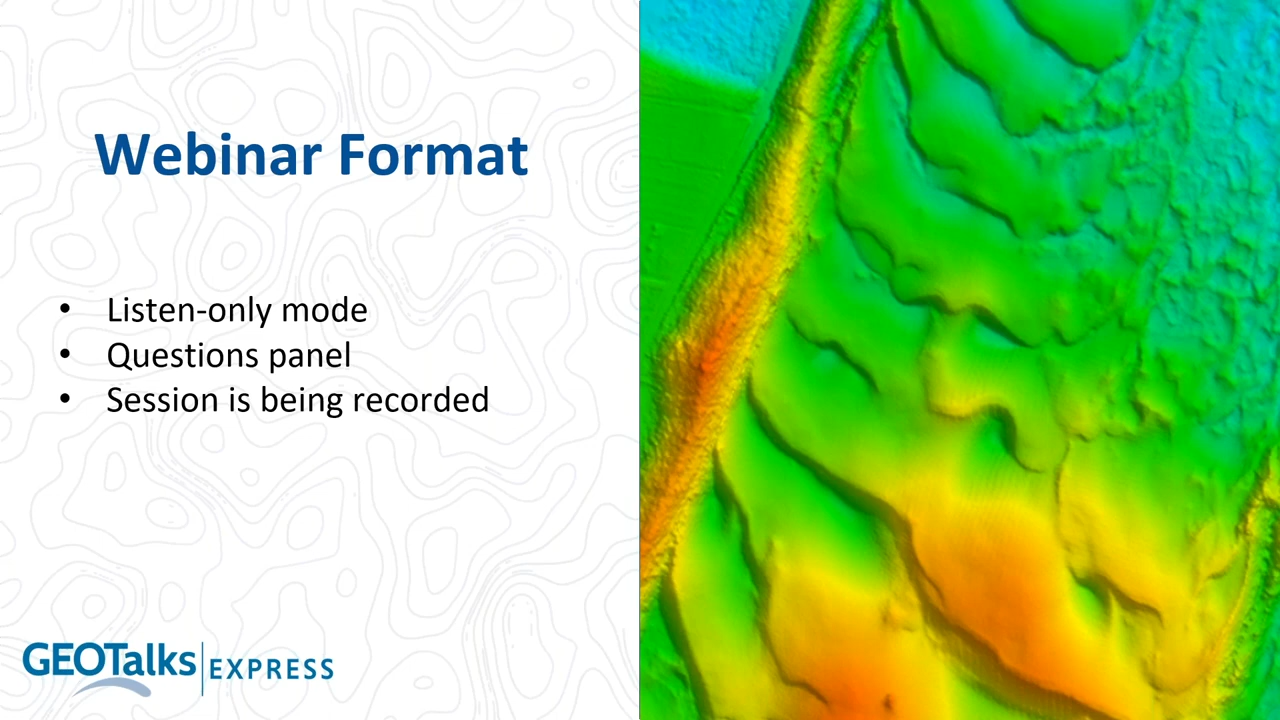 Webinar Format
• Listen-only mode
• Questions panel
• Session is being recorded
GEOTalks EXPRESS